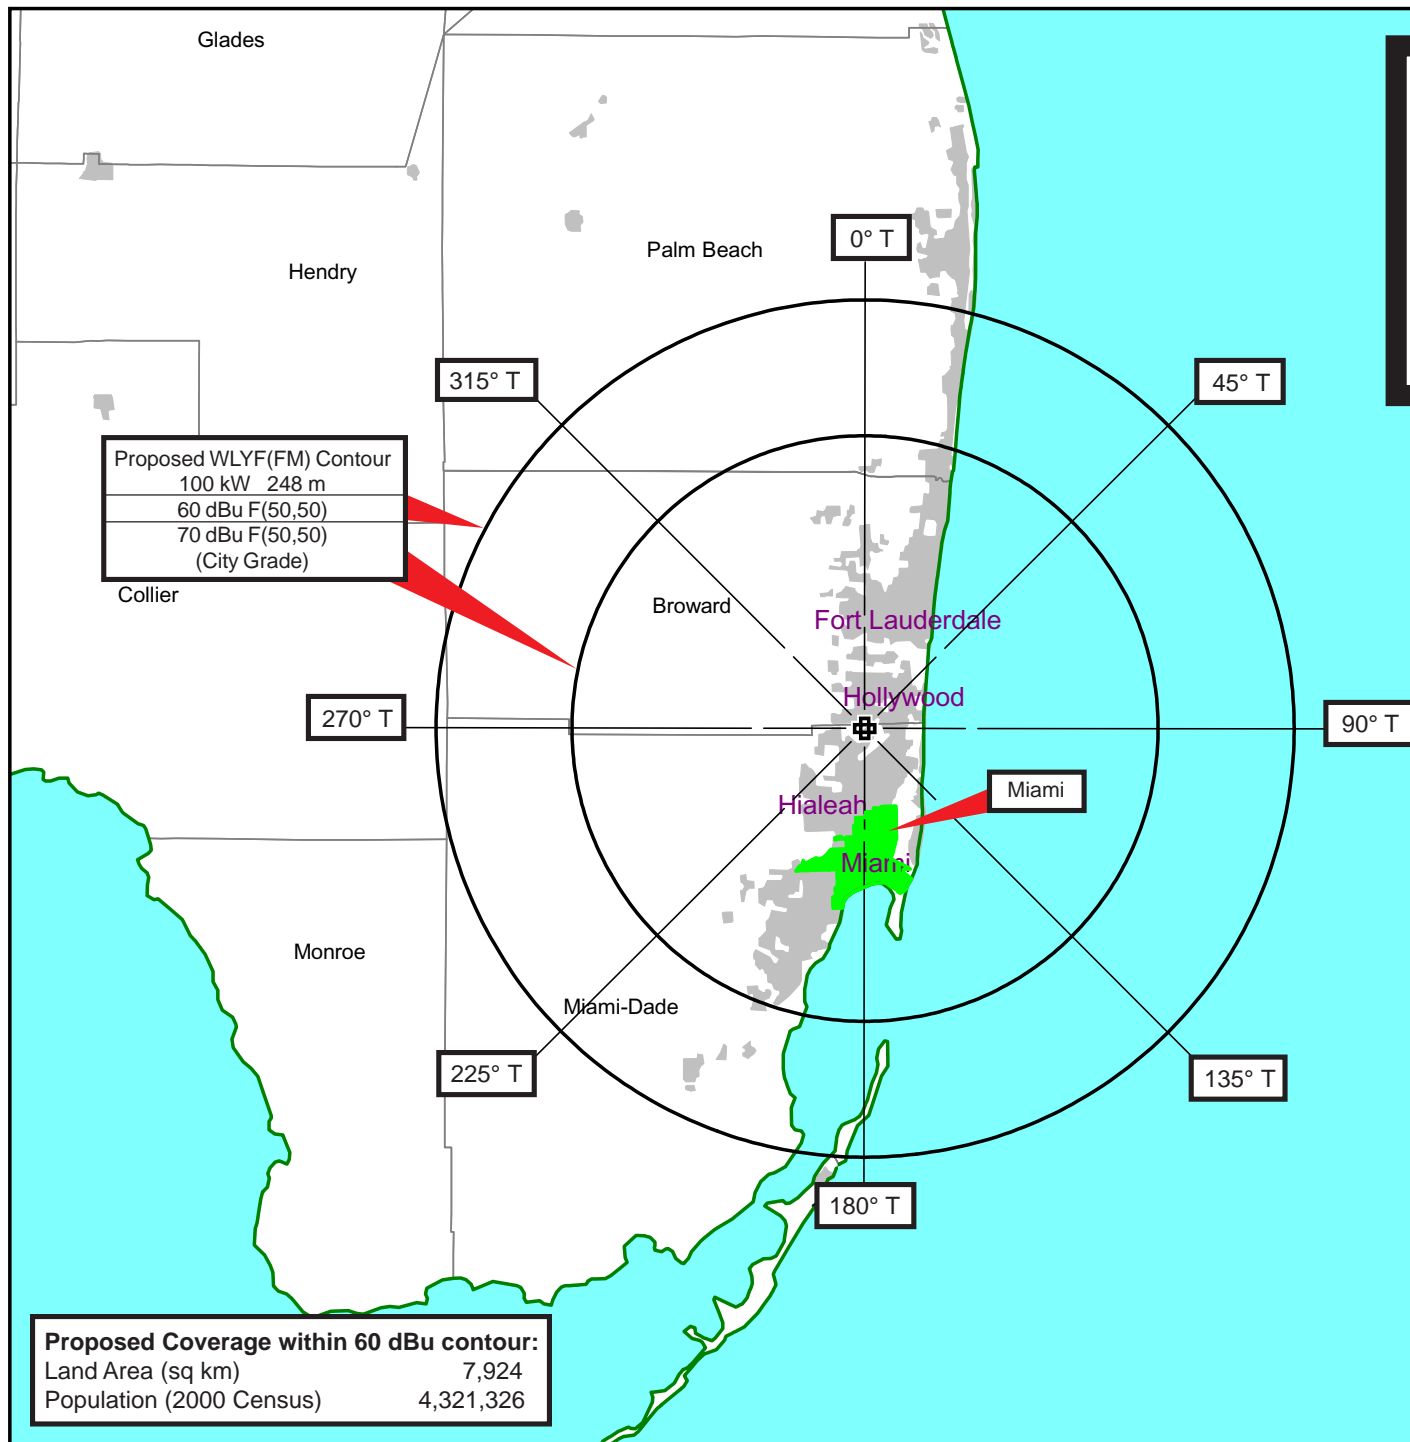 Glades
0° T
Palm Beach
Hendry
315° T
45° T
Proposed WLYF(FM) Contour
100 kW 248 m
60 dBu F(50,50)
70 dBu F(50,50)
(City Grade)
Collier
Broward
Fort Lauderdale
Hollywood
270° T
90° T
Miami
Hialeah
Miami
Monroe
Miami-Dade
225° T
135° T
180° T
Proposed Coverage within 60 dBu contour:
Land Area (sq km) 7,924
Population (2000 Census) 4,321,326